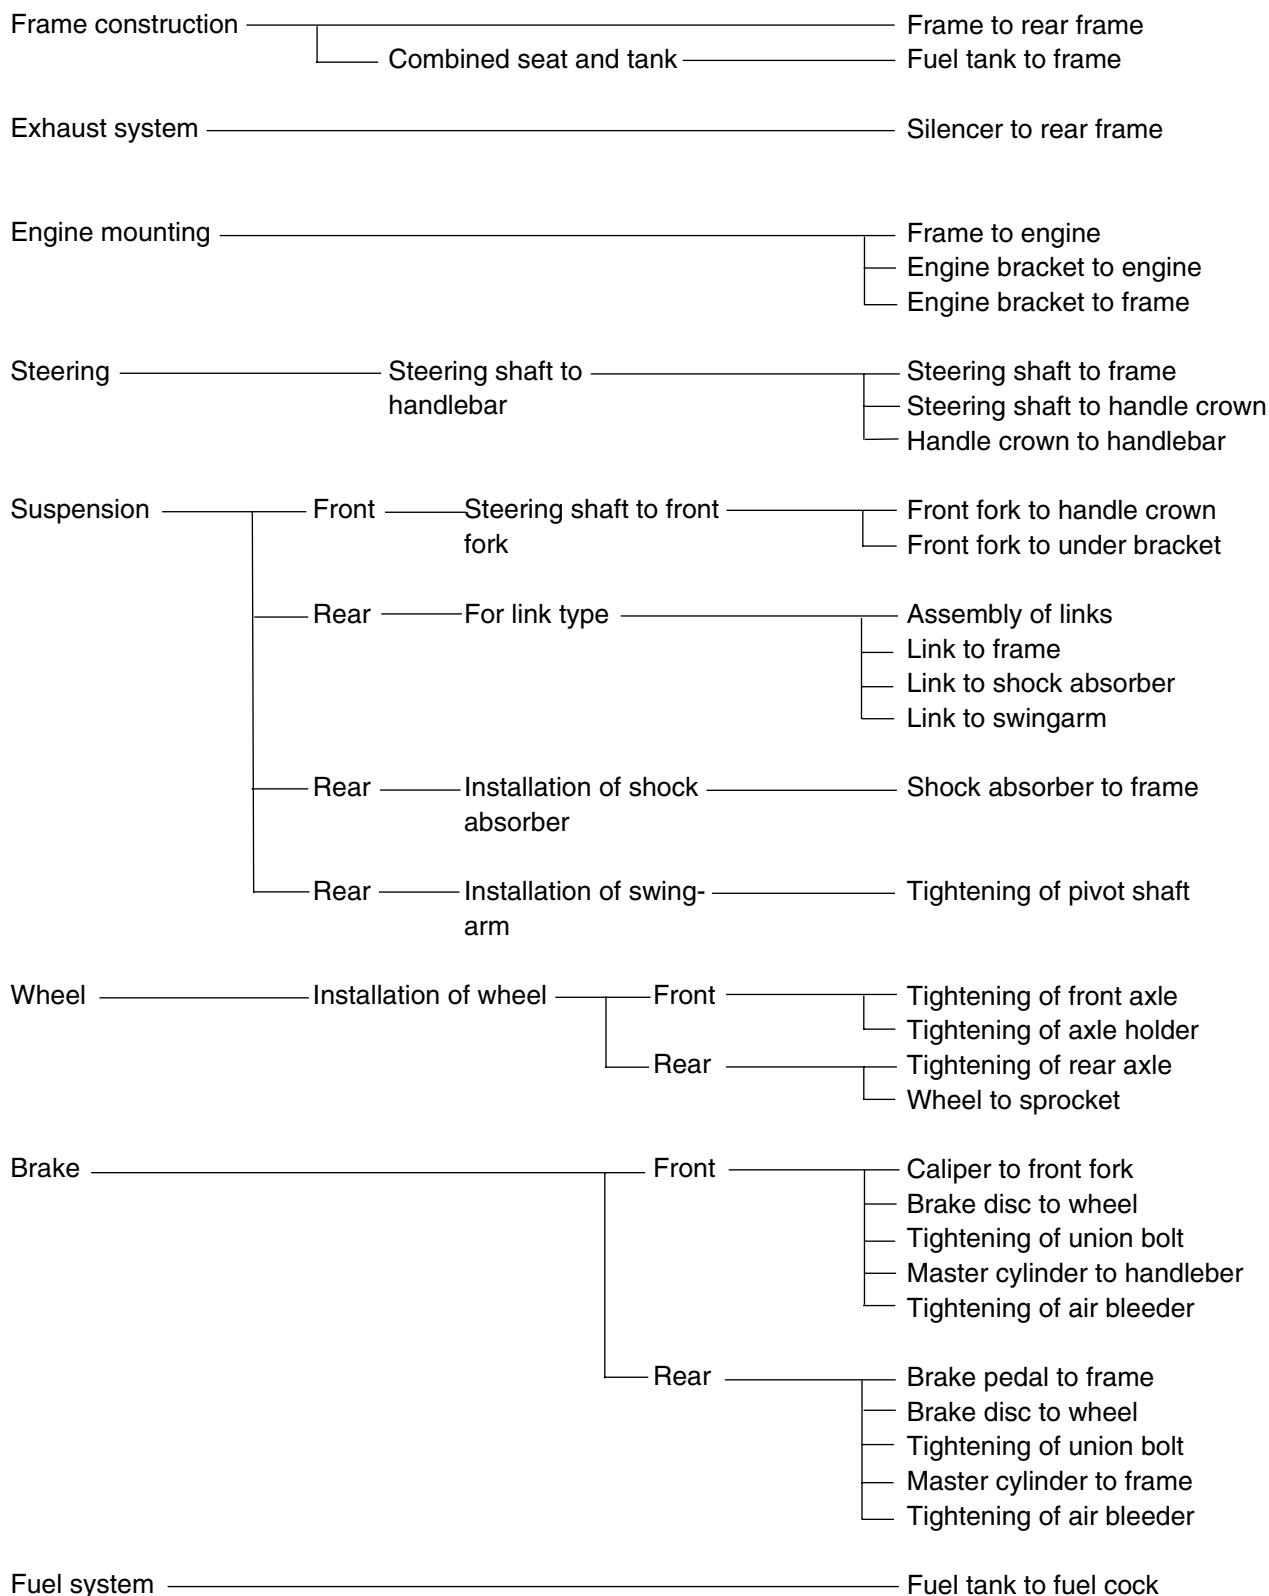 Frame construction Frame to rear frame
Combined seat and tank Fuel tank to frame
Exhaust system Silencer to rear frame
Engine mounting Frame to engine
Engine bracket to engine
Engine bracket to frame
Steering Steering shaft to Steering shaft to frame
handlebar Steering shaft to handle crown
Handle crown to handlebar
Suspension Front Steering shaft to front Front fork to handle crown
fork Front fork to under bracket
Rear For link type Assembly of links
Link to frame
Link to shock absorber
Link to swingarm
Rear Installation of shock Shock absorber to frame
absorber
Rear Installation of swing- Tightening of pivot shaft
arm
Wheel Installation of wheel Front Tightening of front axle
Tightening of axle holder
Rear Tightening of rear axle
Wheel to sprocket
Brake Front Caliper to front fork
Brake disc to wheel
Tightening of union bolt
Master cylinder to handleber
Tightening of air bleeder
Rear Brake pedal to frame
Brake disc to wheel
Tightening of union bolt
Master cylinder to frame
Tightening of air bleeder
Fuel system Fuel tank to fuel cock